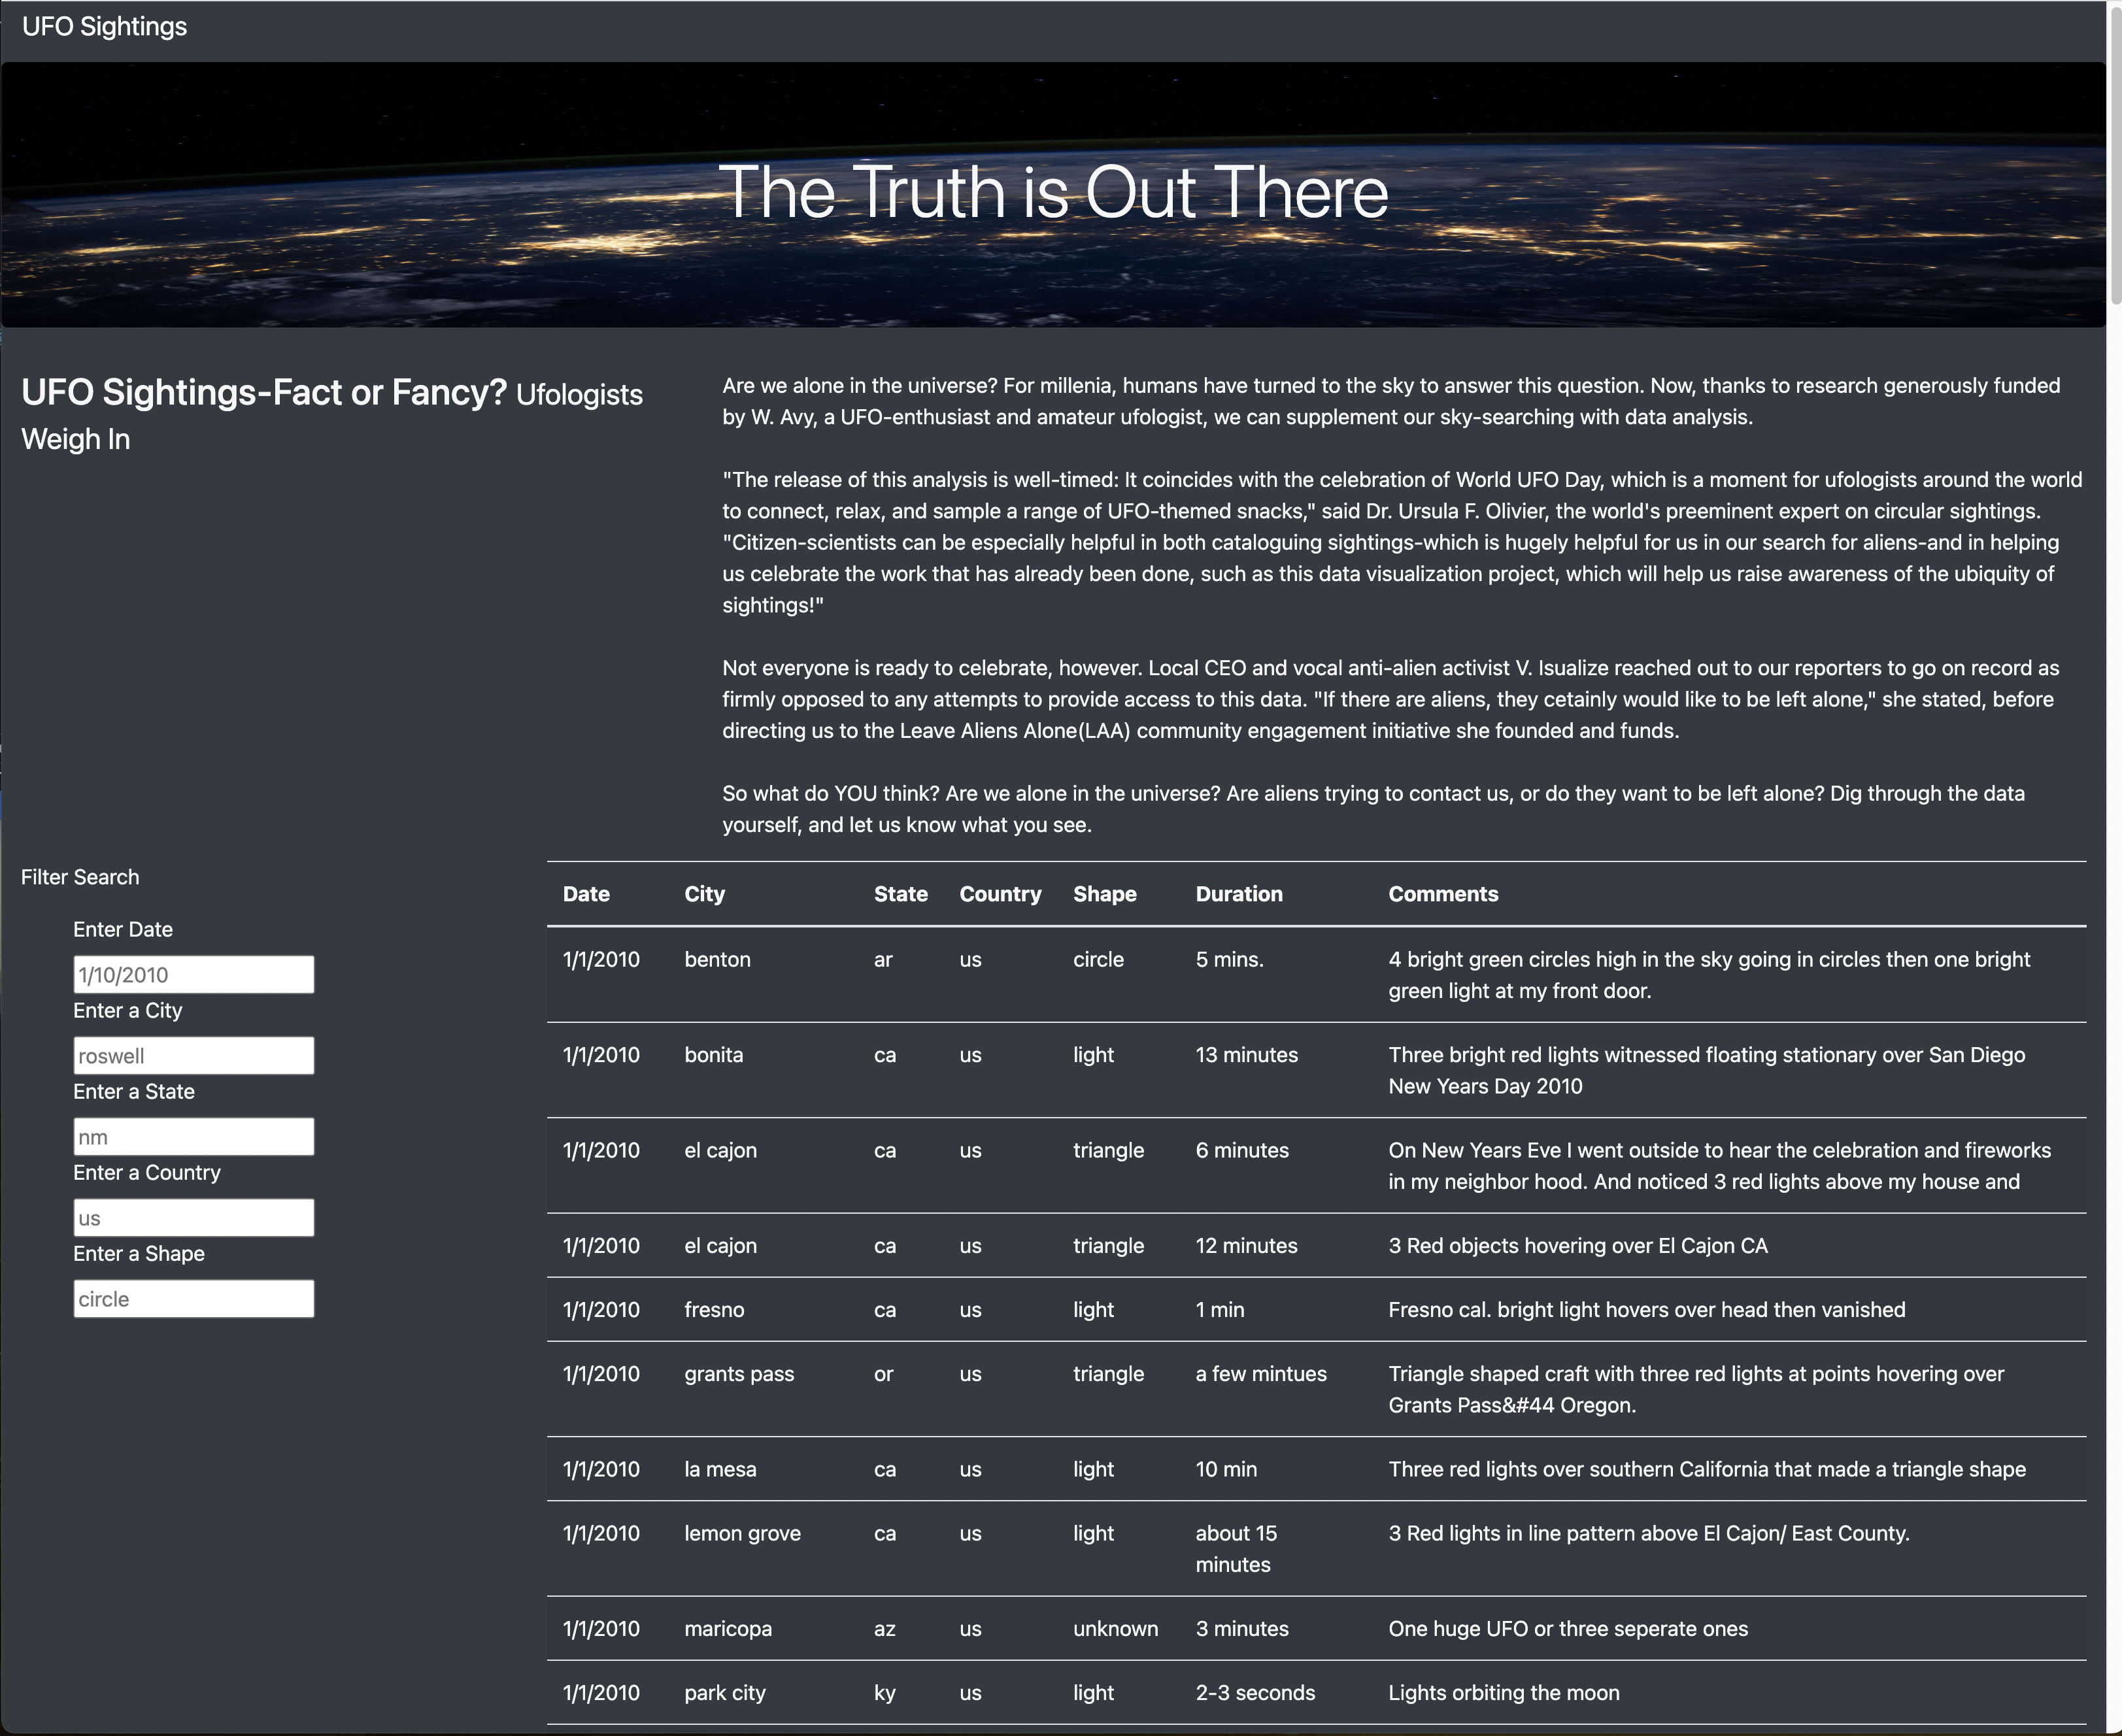 UFO Sightings
The Truth is Out There
UFO Sightings-Fact or Fancy? Ufologists
Weigh In
Are we alone in the universe? For millenia, humans have turned to the sky to answer this question. Now, thanks to research generously funded
by W. Avy, a UFO-enthusiast and amateur ufologist, we can supplement our sky-searching with data analysis.
"The release of this analysis is well-timed: It coincides with the celebration of World UFO Day, which is a moment for ufologists around the world
to connect, relax, and sample a range of UFO-themed snacks," said Dr. Ursula F. Olivier, the world's preeminent expert on circular sightings.
"Citizen-scientists can be especially helpful in both cataloguing sightings-which is hugely helpful for us in our search for aliens-and in helping
us celebrate the work that has already been done, such as this data visualization project, which will help us raise awareness of the ubiquity of
sightings!"
Not everyone is ready to celebrate, however. Local CEO and vocal anti-alien activist V. Isualize reached out to our reporters to go on record as
firmly opposed to any attempts to provide access to this data. "If there are aliens, they cetainly would like to be left alone," she stated, before
directing us to the Leave Aliens Alone(LAA) community engagement initiative she founded and funds.
So what do YOU think? Are we alone in the universe? Are aliens trying to contact us, or do they want to be left alone? Dig through the data
yourself, and let us know what you see.
Filter Search
Enter Date
1/10/2010
Enter a City
roswell
Enter a State
nm
Enter a Country
us
Enter a Shape
circle
Date City State Country Shape Duration Comments
1/1/2010 benton ar us circle 5 mins. 4 bright green circles high in the sky going in circles then one bright
green light at my front door.
1/1/2010 bonita ca us light 13 minutes Three bright red lights witnessed floating stationary over San Diego
New Years Day 2010
1/1/2010 el cajon ca us triangle 6 minutes On New Years Eve I went outside to hear the celebration and fireworks
in my neighbor hood. And noticed 3 red lights above my house and
1/1/2010 el cajon ca us triangle 12 minutes 3 Red objects hovering over El Cajon CA
1/1/2010 fresno ca us light 1 min Fresno cal. bright light hovers over head then vanished
1/1/2010 grants pass or us triangle a few mintues Triangle shaped craft with three red lights at points hovering over
Grants Pass&#44 Oregon.
1/1/2010 la mesa ca us light 10 min Three red lights over southern California that made a triangle shape
1/1/2010 lemon grove ca us light about 15 3 Red lights in line pattern above El Cajon/ East County.
minutes
1/1/2010 maricopa az us unknown 3 minutes One huge UFO or three seperate ones
1/1/2010 park city ky us light 2-3 seconds Lights orbiting the moon